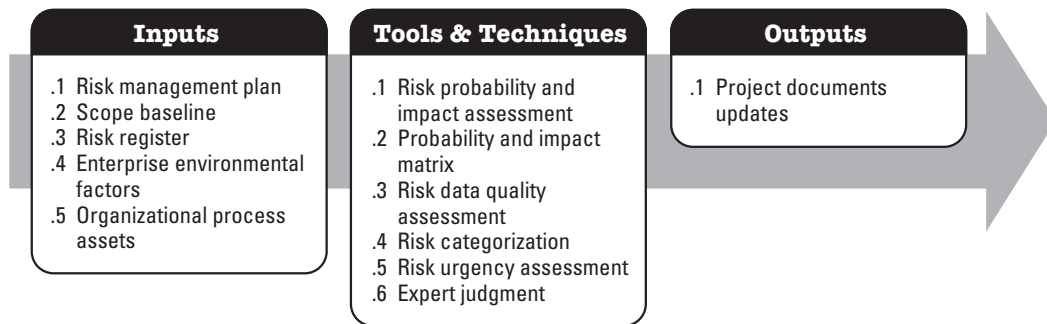 Inputs
.1 Risk management plan
.2 Scope baseline
.3 Risk register
.4 Enterprise environmental
factors
.5 Organizational process
assets
Tools & Techniques
.1 Risk probability and
impact assessment
.2 Probability and impact
matrix
.3 Risk data quality
assessment
.4 Risk categorization
.5 Risk urgency assessment
.6 Expert judgment
Outputs
.1 Project documents
updates